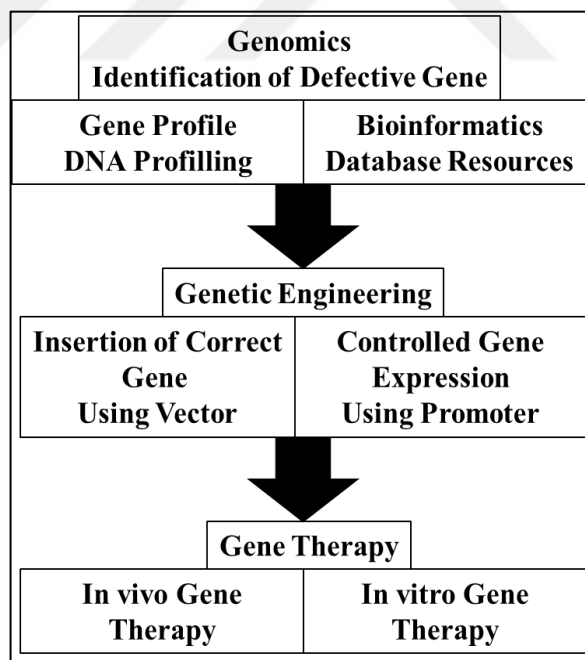 Genomics
Identification of Defective Gene
Gene Profile
DNA Profilling
Bioinformatics
Database Resources
Genetic Engineering
Insertion of Correct
Gene
Using Vector
Controlled Gene
Expression
Using Promoter
Gene Therapy
In vivo Gene
Therapy
In vitro Gene
Therapy